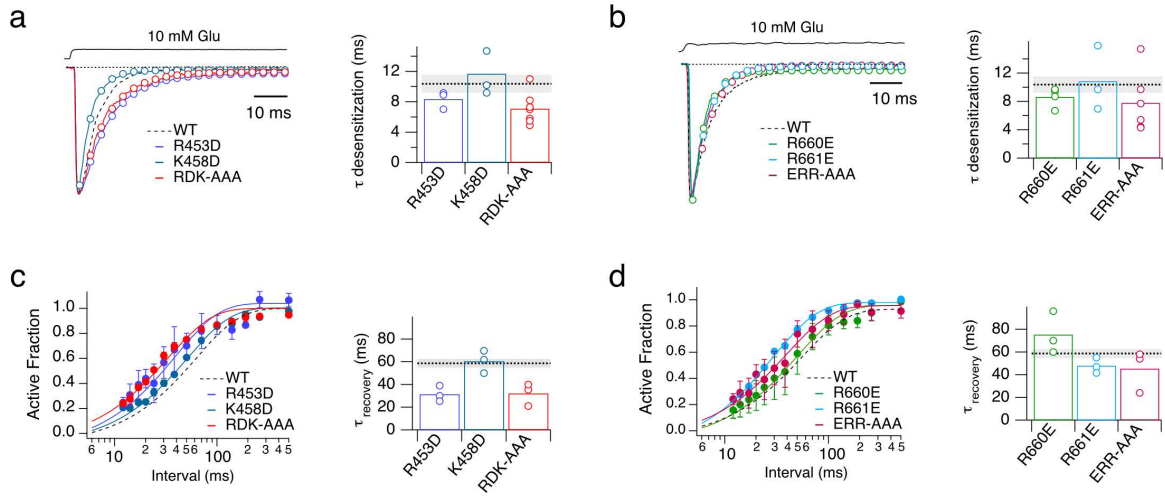 a
10 mM Glu
10 ms
WT
R453D
K458D
RDK-AAA
τ desensitization (ms)
12
8
4
0
R453D
K458D
RDK-AAA
b
10 mM Glu
10 ms
WT
R660E
R661E
ERR-AAA
τ desensitization (ms)
16
12
8
4
0
R660E
R661E
ERR-AAA
c
Active Fraction
1.0
0.8
0.6
0.4
0.2
0.0
WT
R453D
K458D
RDK-AAA
6 10 2 3 4 5 6 100 2 3 4 5
Interval (ms)
τrecovery (ms)
80
60
40
20
0
R453D
K458D
RDK-AAA
d
Active Fraction
1.0
0.8
0.6
0.4
0.2
0.0
WT
R660E
R661E
ERR-AAA
6 10 2 3 4 5 6 100 2 3 4 5
Interval (ms)
τrecovery (ms)
80
60
40
20
0
R660E
R661E
ERR-AAA